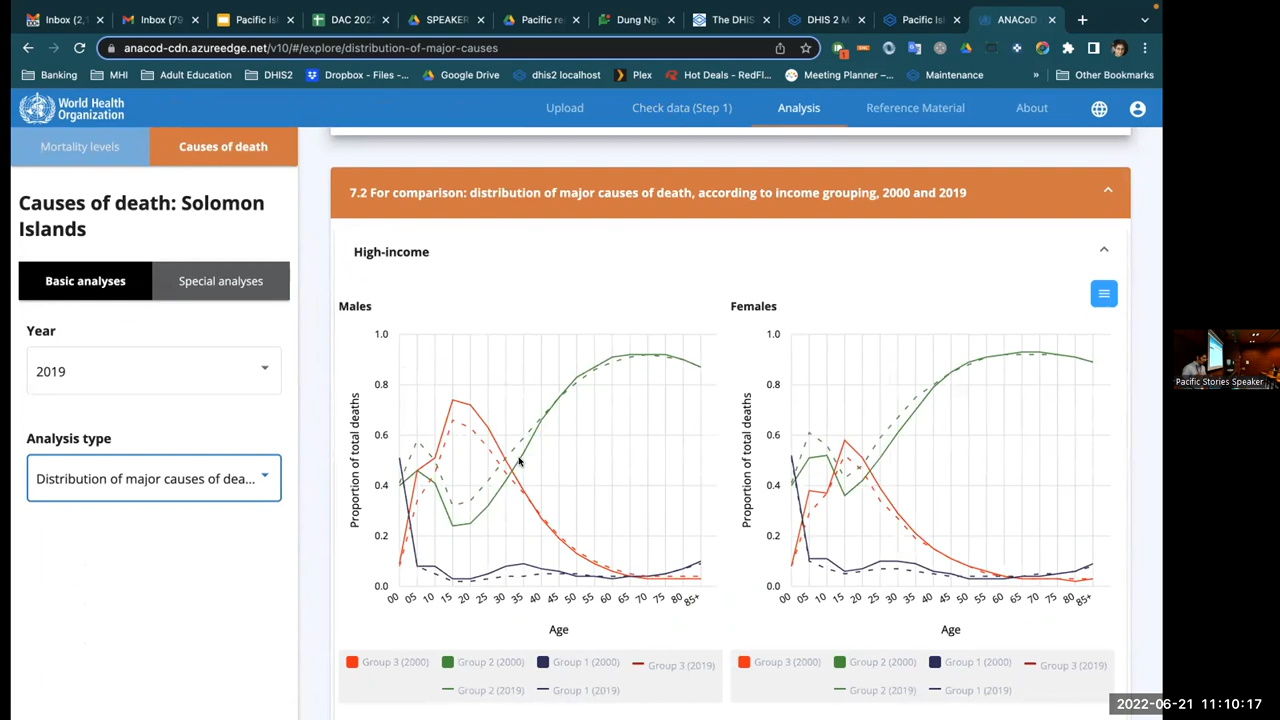 Inbox (2,1
Inbox (79
Pacific Isl
DAC 202
SPEAKER
Pacific re
Dung Ng
The DHIS
DHIS 2 M
Pacific Isl
ANACoD
anacod-cdn.azureedge.net/v10/#/explore/distribution-of-major-causes
Banking
MHI
Adult Education
DHIS2
Dropbox - Files -...
Google Drive
dhis2 localhost
Plex
Hot Deals - RedFl...
Meeting Planner –...
Maintenance
»
Other Bookmarks
World Health
Organization
Upload
Check data (Step 1)
Analysis
Reference Material
About
Mortality levels
Causes of death
Causes of death: Solomon
Islands
Basic analyses
Special analyses
Year
2019
Analysis type
Distribution of major causes of dea...
7.2 For comparison: distribution of major causes of death, according to income grouping, 2000 and 2019
High-income
Males
1.0
0.8
0.6
0.4
0.2
0.0
Proportion of total deaths
00 05 10 15 20 25 30 35 40 45 50 55 60 65 70 75 80 85+
Age
Group 3 (2000) Group 2 (2000) Group 1 (2000) Group 3 (2019)
Group 2 (2019) Group 1 (2019)
Females
1.0
0.8
0.6
0.4
0.2
0.0
Proportion of total deaths
00 05 10 15 20 25 30 35 40 45 50 55 60 65 70 75 80 85+
Age
Group 3 (2000) Group 2 (2000) Group 1 (2000) Group 3 (2019)
Group 2 (2019) Group 1 (2019)
Pacific Stories Speaker
2022-06-21 11:10:17